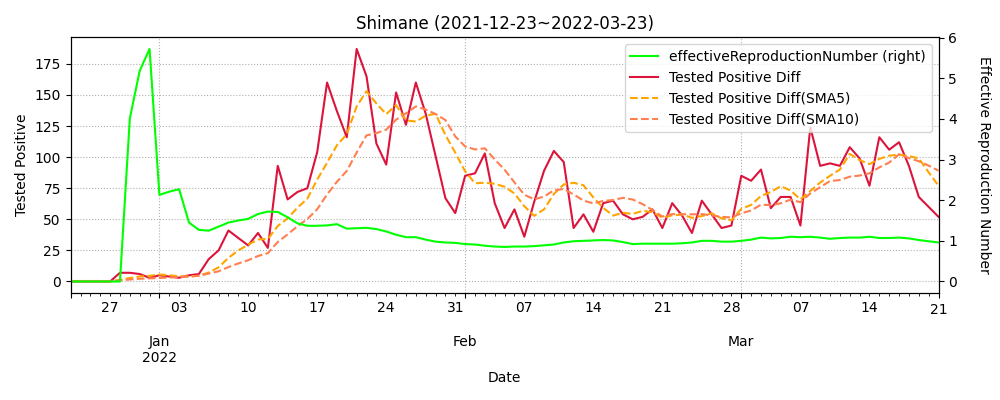 Shimane (2021-12-23~2022-03-23)
effectiveReproductionNumber (right)
Tested Positive Diff
Tested Positive Diff(SMA5)
Tested Positive Diff(SMA10)
Tested Positive
175
150
125
100
75
50
25
0
Effective Reproduction Number
6
5
4
3
2
1
0
27 03 10 17 24 31 07 14 21 28 07 14 21
Jan Feb Mar
2022
Date